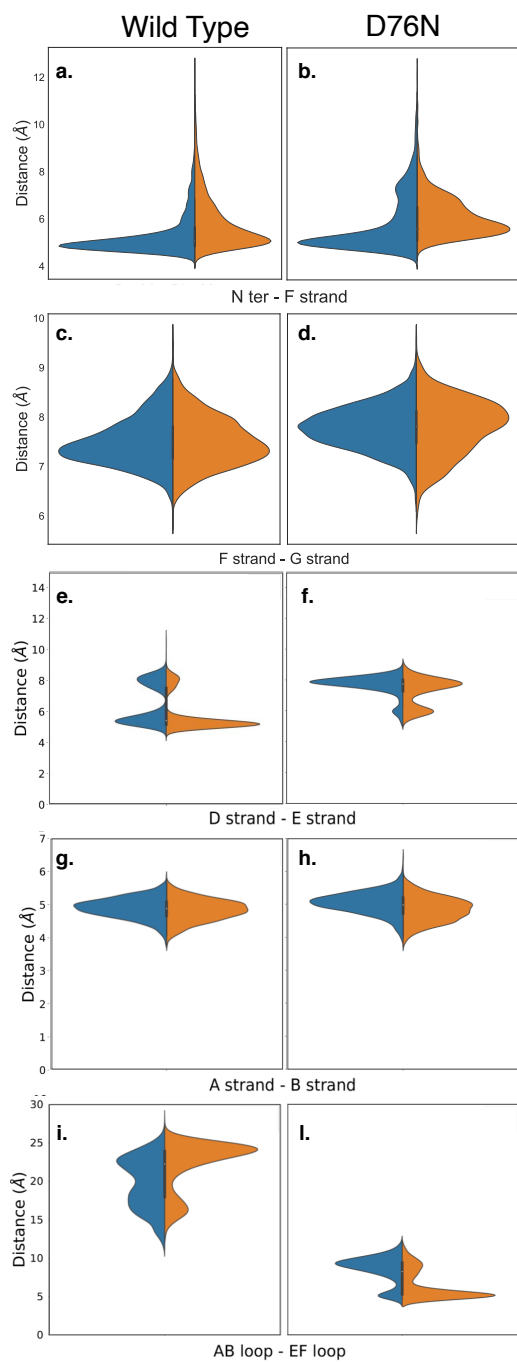 Wild Type D76N
a. b.
Distance (Å)
12
10
8
6
4
N ter - F strand
c. d.
Distance (Å)
10
9
8
7
6
F strand - G strand
e. f.
Distance (Å)
14
12
10
8
6
4
2
0
D strand - E strand
g. h.
Distance (Å)
7
6
5
4
3
2
1
0
A strand - B strand
i. l.
Distance (Å)
30
25
20
15
10
5
0
AB loop - EF loop